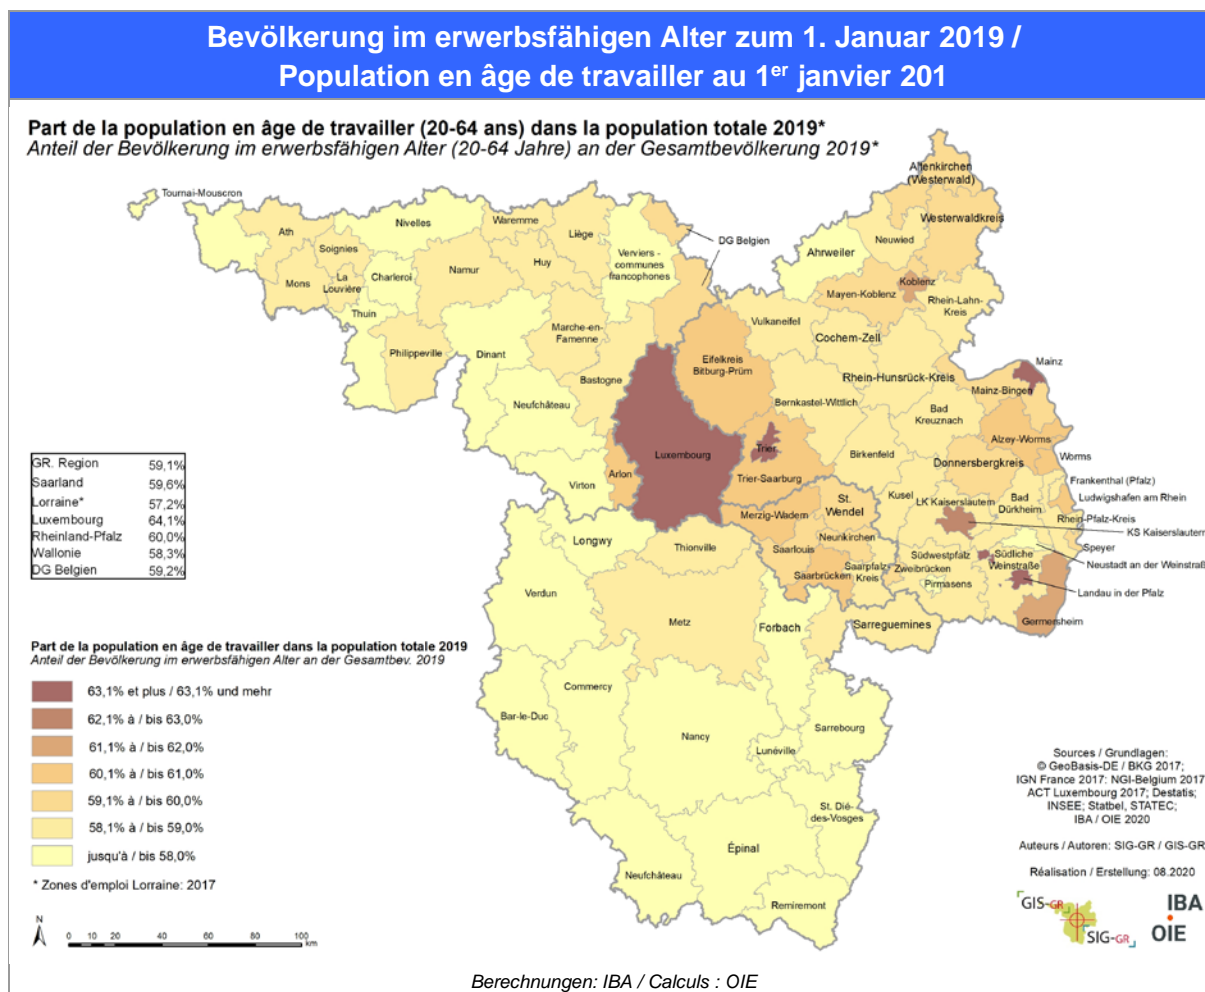 Bevölkerung im erwerbsfähigen Alter zum 1. Januar 2019 /
Population en âge de travailler au 1er janvier 201
Part de la population en âge de travailler (20-64 ans) dans la population totale 2019*
Anteil der Bevölkerung im erwerbsfähigen Alter (20-64 Jahre) an der Gesamtbevölkerung 2019*
Tournai-Mouscron
Ath
Soignies
Mons
La
Louvière
Nivelles
Charleroi
Thuin
Namur
Philippeville
Waremme
Huy
Liège
Verviers -
communes
francophones
DG Belgien
Marche-en-
Famenne
Dinant
Bastogne
Neufchâteau
Arlon
Virton
Luxembourg
Altenkirchen
(Westerwald)
Westerwaldkreis
Neuwied
Ahrweiler
Koblenz
Mayen-Koblenz
Rhein-Lahn-
Kreis
Vulkaneifel
Cochem-Zell
Eifelkreis
Bitburg-Prüm
Rhein-Hunsrück-Kreis
Bernkastel-Wittlich
Mainz
Mainz-Bingen
Bad
Kreuznach
Alzey-Worms
Worms
Trier
Trier-Saarburg
Birkenfeld
Donnersbergkreis
Frankenthal (Pfalz)
Ludwigshafen am Rhein
Kusel
LK Kaiserslautern
Bad
Dürkheim
Rhein-Pfalz-Kreis
KS Kaiserslautern
Speyer
Neustadt an der Weinstraß
Südwestpfalz
Südliche
Weinstraße
Zweibrücken
Pirmasens
Landau in der Pfalz
Germersheim
Merzig-Wadern
St.
Wendel
Neunkirchen
Saarlouis
Saarbrücken
Saarpfalz-
Kreis
Longwy
Thionville
Verdun
Metz
Forbach
Sarreguemines
Commercy
Bar-le-Duc
Nancy
Lunéville
Sarrebourg
St. Dié-
des-Vosges
Épinal
Neufchâteau
Remiremont
GR. Region 59,1%
Saarland 59,6%
Lorraine* 57,2%
Luxembourg 64,1%
Rheinland-Pfalz 60,0%
Wallonie 58,3%
DG Belgien 59,2%
Part de la population en âge de travailler dans la population totale 2019
Anteil der Bevölkerung im erwerbsfähigen Alter an der Gesamtbev. 2019
63,1% et plus / 63,1% und mehr
62,1% à / bis 63,0%
61,1% à / bis 62,0%
60,1% à / bis 61,0%
59,1% à / bis 60,0%
58,1% à / bis 59,0%
jusqu'à / bis 58,0%
* Zones d'emploi Lorraine: 2017
N
0 10 20 40 60 80 100
km
Sources / Grundlagen:
© GeoBasis-DE / BKG 2017;
IGN France 2017: NGI-Belgium 2017
ACT Luxembourg 2017; Destatis;
INSEE; Statbel, STATEC;
IBA / OIE 2020
Auteurs / Autoren: SIG-GR / GIS-GR
Réalisation / Erstellung: 08.2020
GIS-GR
SIG-GR
IBA
OIE
Berechnungen: IBA / Calculs : OIE